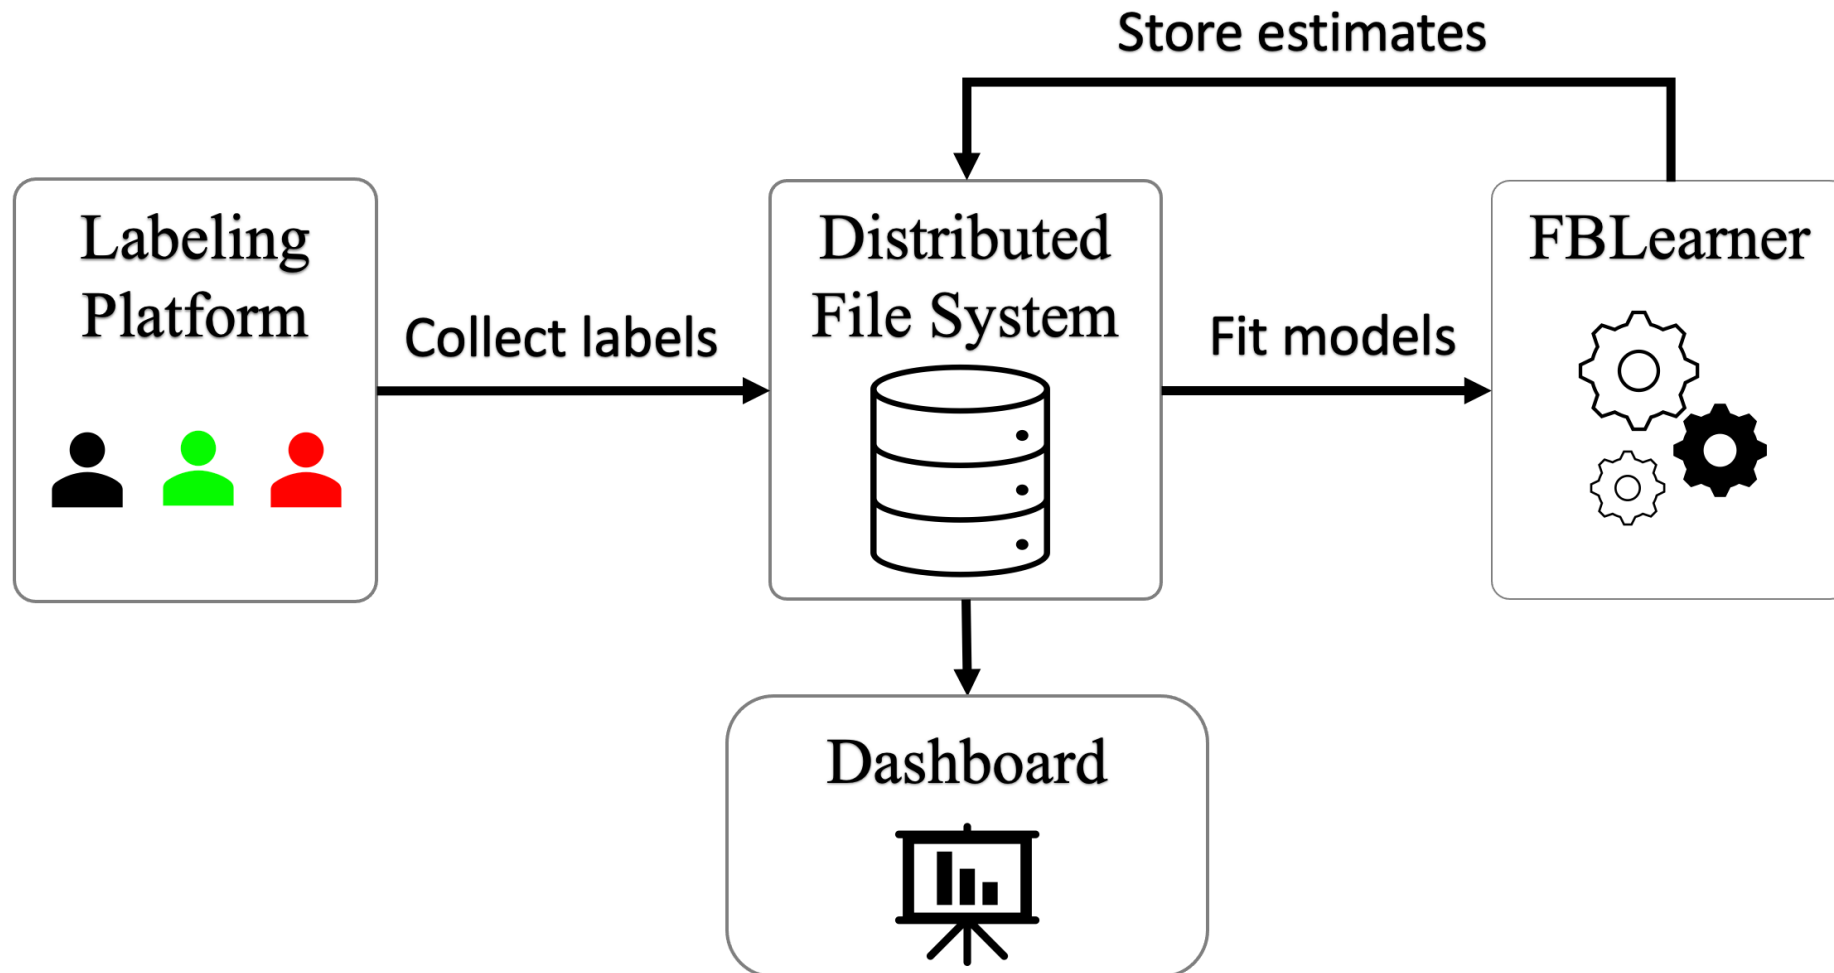 Store estimates
Labeling
Platform
Collect labels
Distributed
File System
Fit models
FBLearner
Dashboard